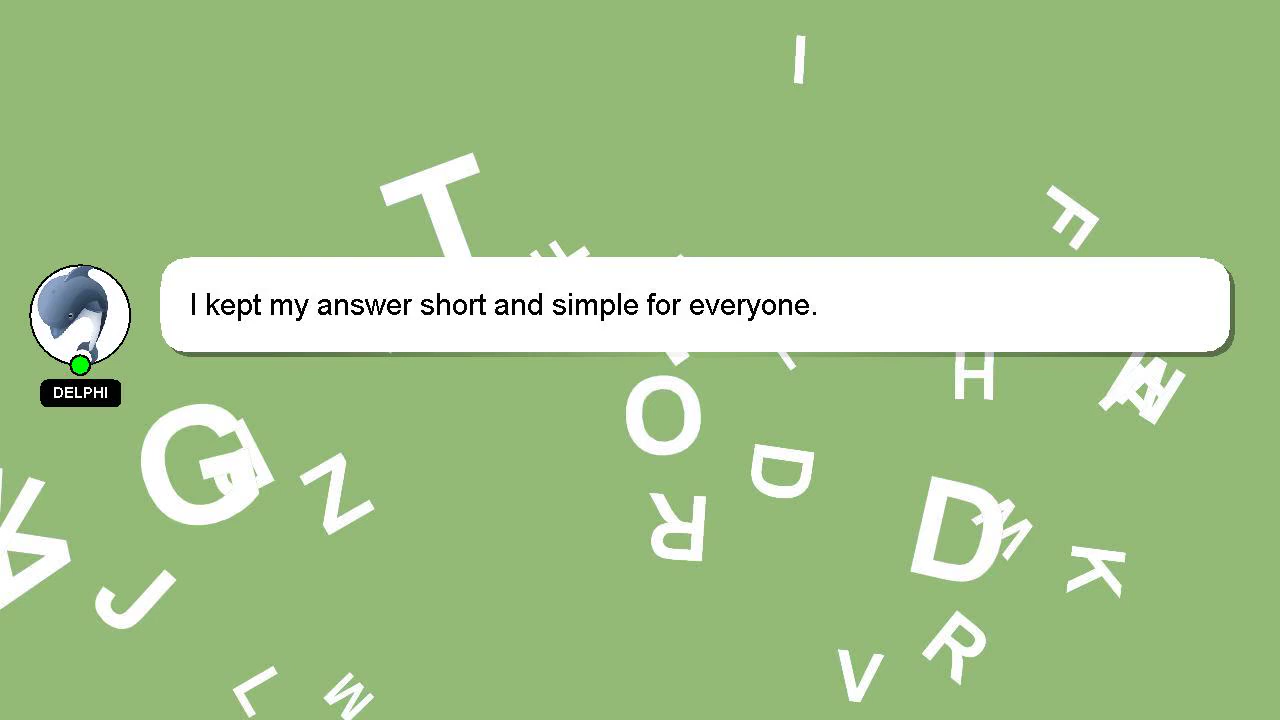 I
T
F
I kept my answer short and simple for everyone.
DELPHI
H
O
G
N
D
R
D
M
K
J
R
V
L
M